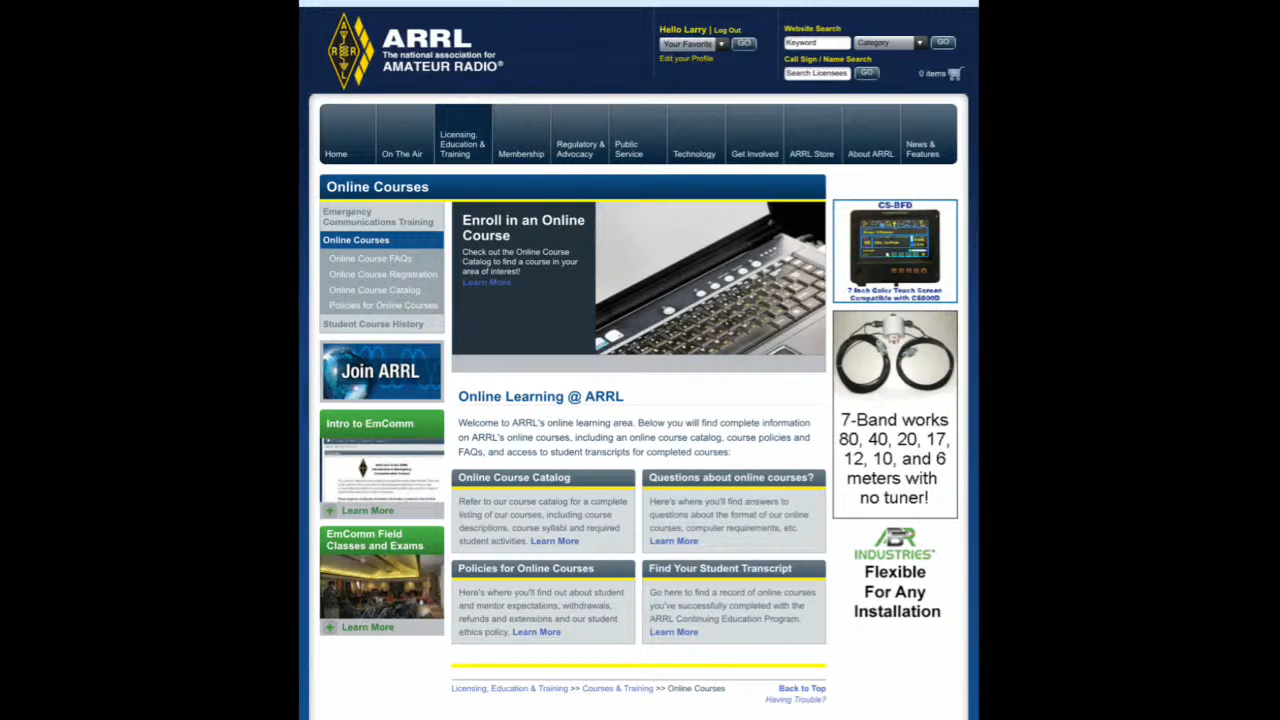 ARRL
The national association for
AMATEUR RADIO®
Hello Larry | Log Out
Your Favorite
GO
Edit your Profile
Website Search
Keyword
Category
GO
Call Sign / Name Search
Search Licensees
GO
0 items
Home
On The Air
Licensing,
Education &
Training
Membership
Regulatory &
Advocacy
Public
Service
Technology
Get Involved
ARRL Store
About ARRL
News &
Features
Online Courses
Emergency
Communications Training
Online Courses
Online Course FAQs
Online Course Registration
Online Course Catalog
Policies for Online Courses
Student Course History
Join ARRL
Intro to EmComm
+ Learn More
EmComm Field
Classes and Exams
+ Learn More
Enroll in an Online
Course
Check out the Online Course
Catalog to find a course in your
area of interest!
Learn More
Online Learning @ ARRL
Welcome to ARRL's online learning area. Below you will find complete information
on ARRL's online courses, including an online course catalog, course policies and
FAQs, and access to student transcripts for completed courses:
Online Course Catalog
Refer to our course catalog for a complete
listing of our courses, including course
descriptions, course syllabi and required
student activities. Learn More
Questions about online courses?
Here's where you'll find answers to
questions about the format of our online
courses, computer requirements, etc.
Learn More
Policies for Online Courses
Here's where you'll find out about student
and mentor expectations, withdrawals,
refunds and extensions and our student
ethics policy. Learn More
Find Your Student Transcript
Go here to find a record of online courses
you've successfully completed with the
ARRL Continuing Education Program.
Learn More
Licensing, Education & Training >> Courses & Training >> Online Courses
Back to Top
Having Trouble?
CS-BFD
7 Inch Color Touch Screen
Compatible with CS800D
7-Band works
80, 40, 20, 17,
12, 10, and 6
meters with
no tuner!
ABR
INDUSTRIES™
Flexible
For Any
Installation